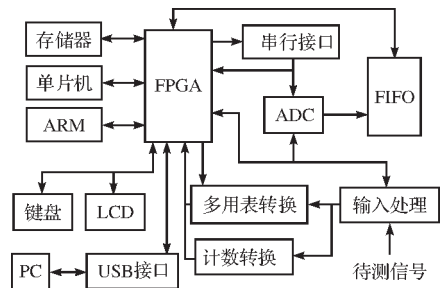 存储器
单片机
ARM
FPGA
串行接口
ADC
FIFO
键盘
LCD
多用表转换
输入处理
计数转换
PC
USB接口
待测信号